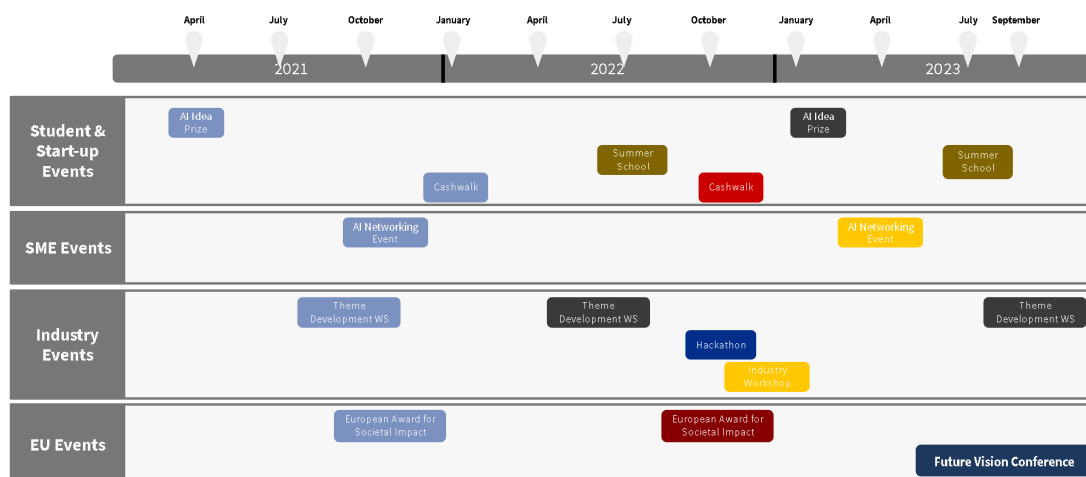 April July October January April July October January April July September
2021 2022 2023
Student &
Start-up
Events
AI Idea
Prize
AI Idea
Prize
Summer
School
Summer
School
Cashwalk
Cashwalk
SME Events
AI Networking
Event
AI Networking
Event
Industry
Events
Theme
Development WS
Theme
Development WS
Theme
Development WS
Hackathon
Industry
Workshop
EU Events
European Award for
Societal Impact
European Award for
Societal Impact
Future Vision Conference